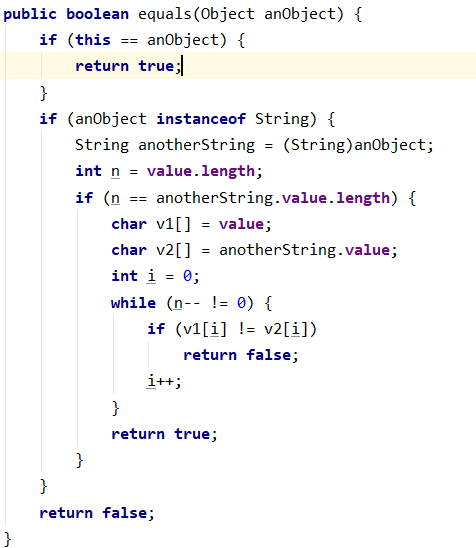 public boolean equals(Object anObject) {
    if (this == anObject) {
        return true;
    }
    if (anObject instanceof String) {
        String anotherString = (String)anObject;
        int n = value.length;
        if (n == anotherString.value.length) {
            char v1[] = value;
            char v2[] = anotherString.value;
            int i = 0;
            while (n-- != 0) {
                if (v1[i] != v2[i])
                    return false;
                i++;
            }
            return true;
        }
    }
    return false;
}